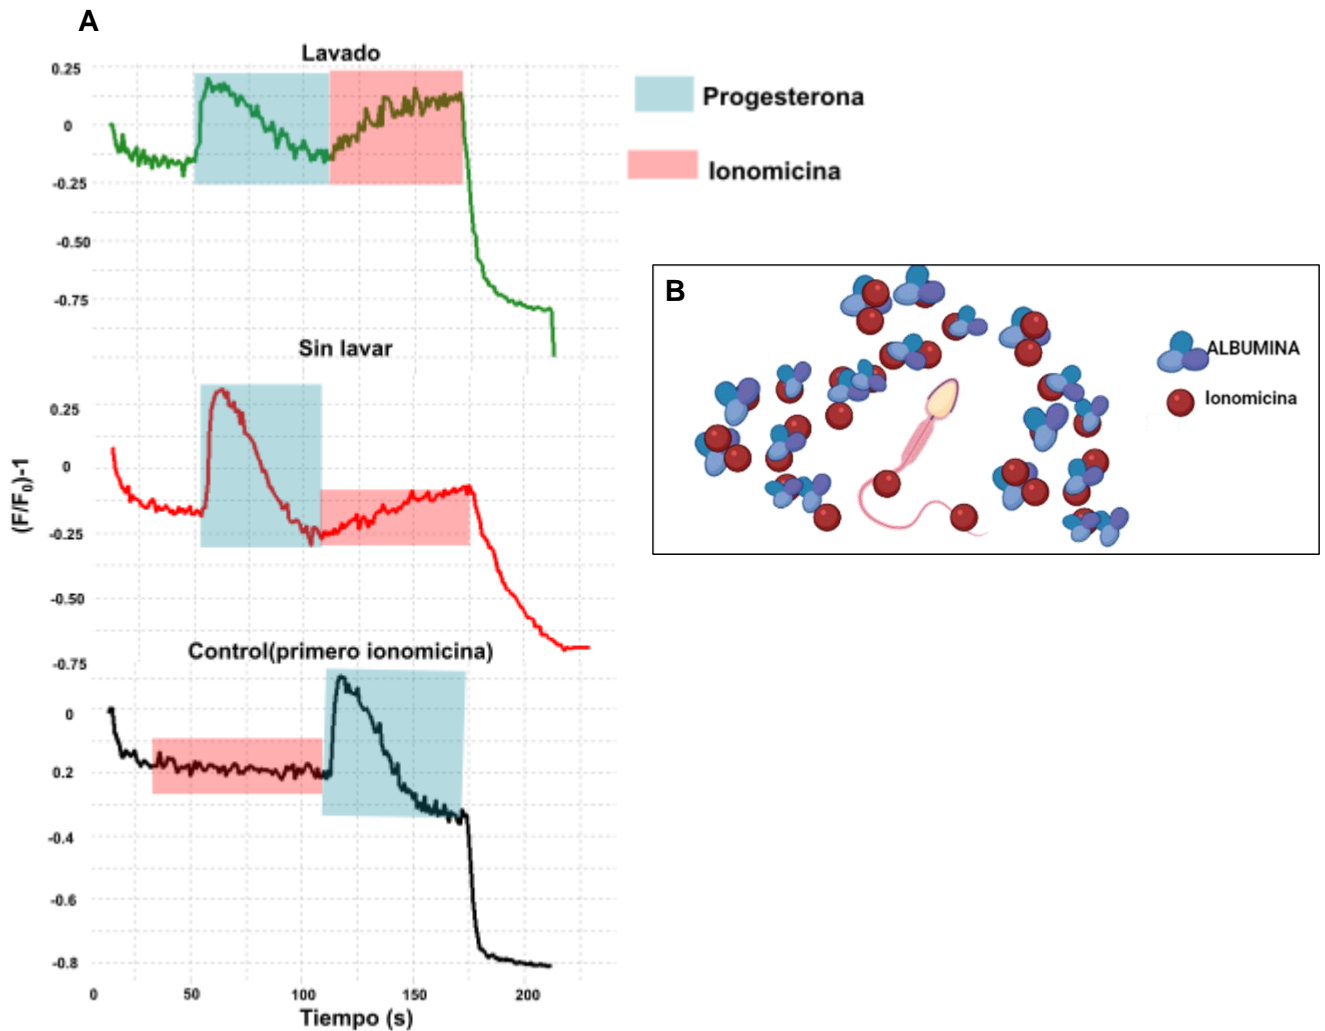 A
Lavado
0.25
0
-0.25
-0.50
-0.75
Progesterona
Ionomicina
Sin lavar
0.25
0
-0.25
-0.50
-0.75
(F/F0)-1
Control(primero ionomicina)
0
0.2
-0.4
-0.6
-0.8
0 50 100 150 200
Tiempo (s)
B
ALBUMINA
Ionomicina